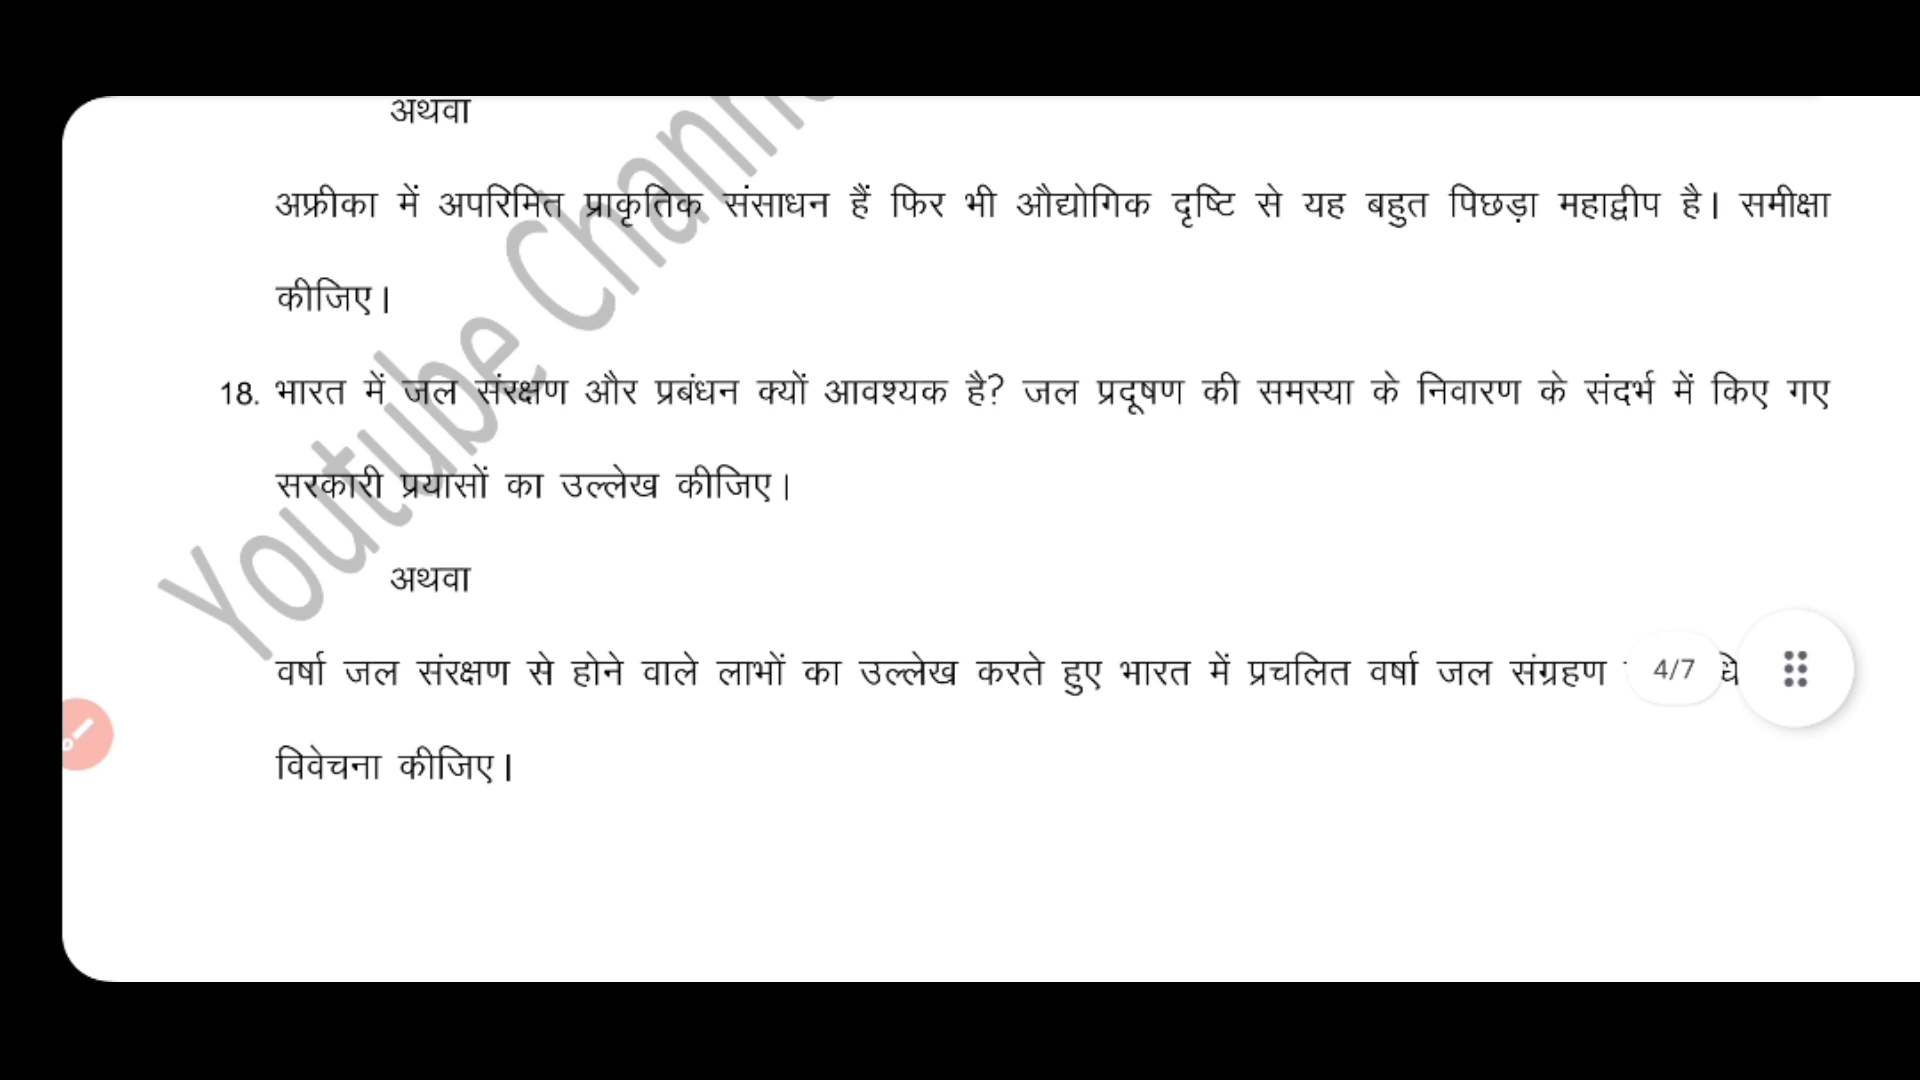 अथवा
अफ्रीका में अपरिमित प्राकृतिक संसाधन हैं फिर भी औद्योगिक दृष्टि से यह बहुत पिछड़ा महाद्वीप है। समीक्षा
कीजिए।
18. भारत में जल संरक्षण और प्रबंधन क्यों आवश्यक है? जल प्रदूषण की समस्या के निवारण के संदर्भ में किए गए
सरकारी प्रयासों का उल्लेख कीजिए।
अथवा
वर्षा जल संरक्षण से होने वाले लाभों का उल्लेख करते हुए भारत में प्रचलित वर्षा जल संग्रहण
4/7
विवेचना कीजिए।
Youtube